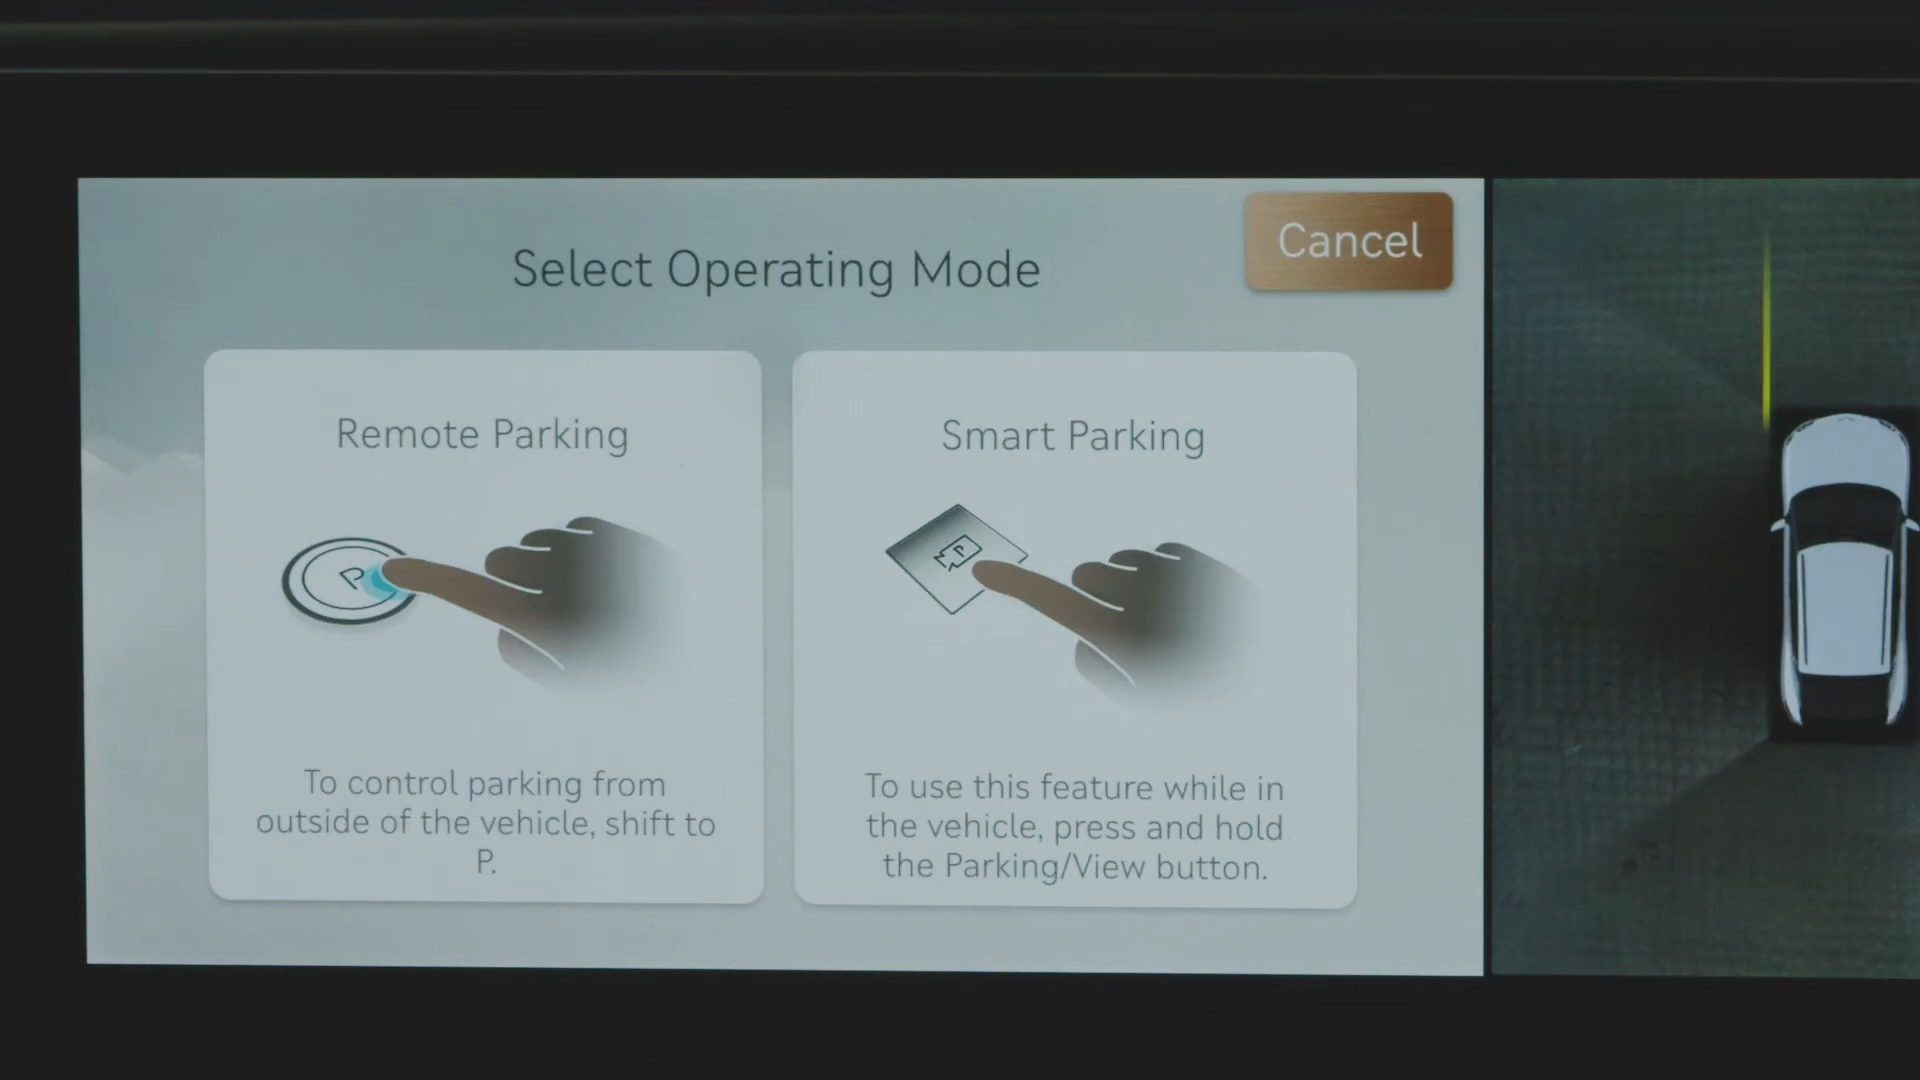 Select Operating Mode
Cancel
Remote Parking
P
To control parking from
outside of the vehicle, shift to
P.
Smart Parking
P
To use this feature while in
the vehicle, press and hold
the Parking/View button.